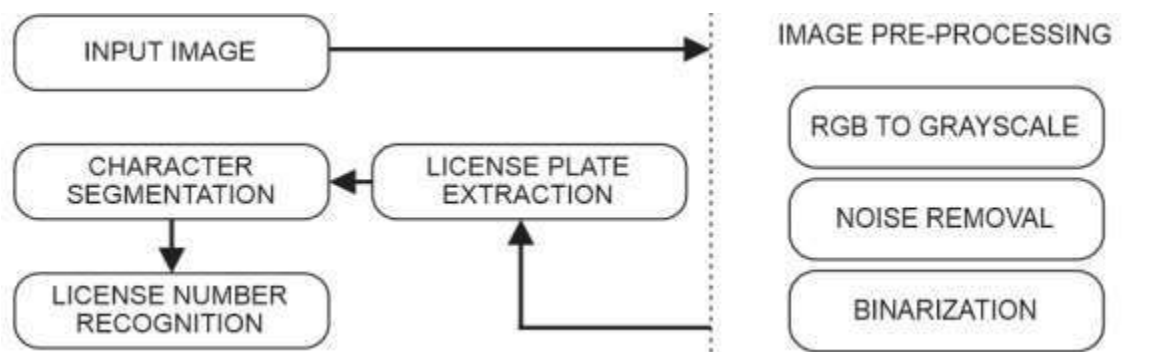 INPUT IMAGE
IMAGE PRE-PROCESSING
RGB TO GRAYSCALE
NOISE REMOVAL
BINARIZATION
LICENSE PLATE
EXTRACTION
CHARACTER
SEGMENTATION
LICENSE NUMBER
RECOGNITION